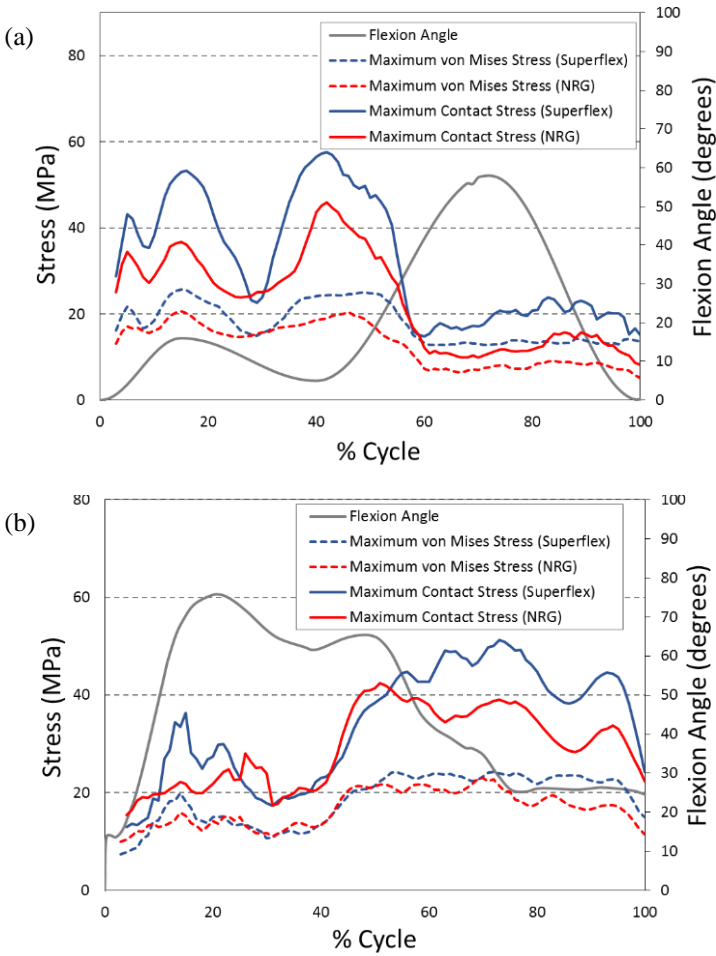 (a)
Stress (MPa)
80
60
40
20
0
Flexion Angle
Maximum von Mises Stress (Superflex)
Maximum von Mises Stress (NRG)
Maximum Contact Stress (Superflex)
Maximum Contact Stress (NRG)
100
90
80
70
60
50
40
30
20
10
0
Flexion Angle (degrees)
0 20 40 60 80 100
% Cycle
(b)
Stress (MPa)
80
60
40
20
0
Flexion Angle
Maximum von Mises Stress (Superflex)
Maximum von Mises Stress (NRG)
Maximum Contact Stress (Superflex)
Maximum Contact Stress (NRG)
100
90
80
70
60
50
40
30
20
10
0
Flexion Angle (degrees)
0 20 40 60 80 100
% Cycle